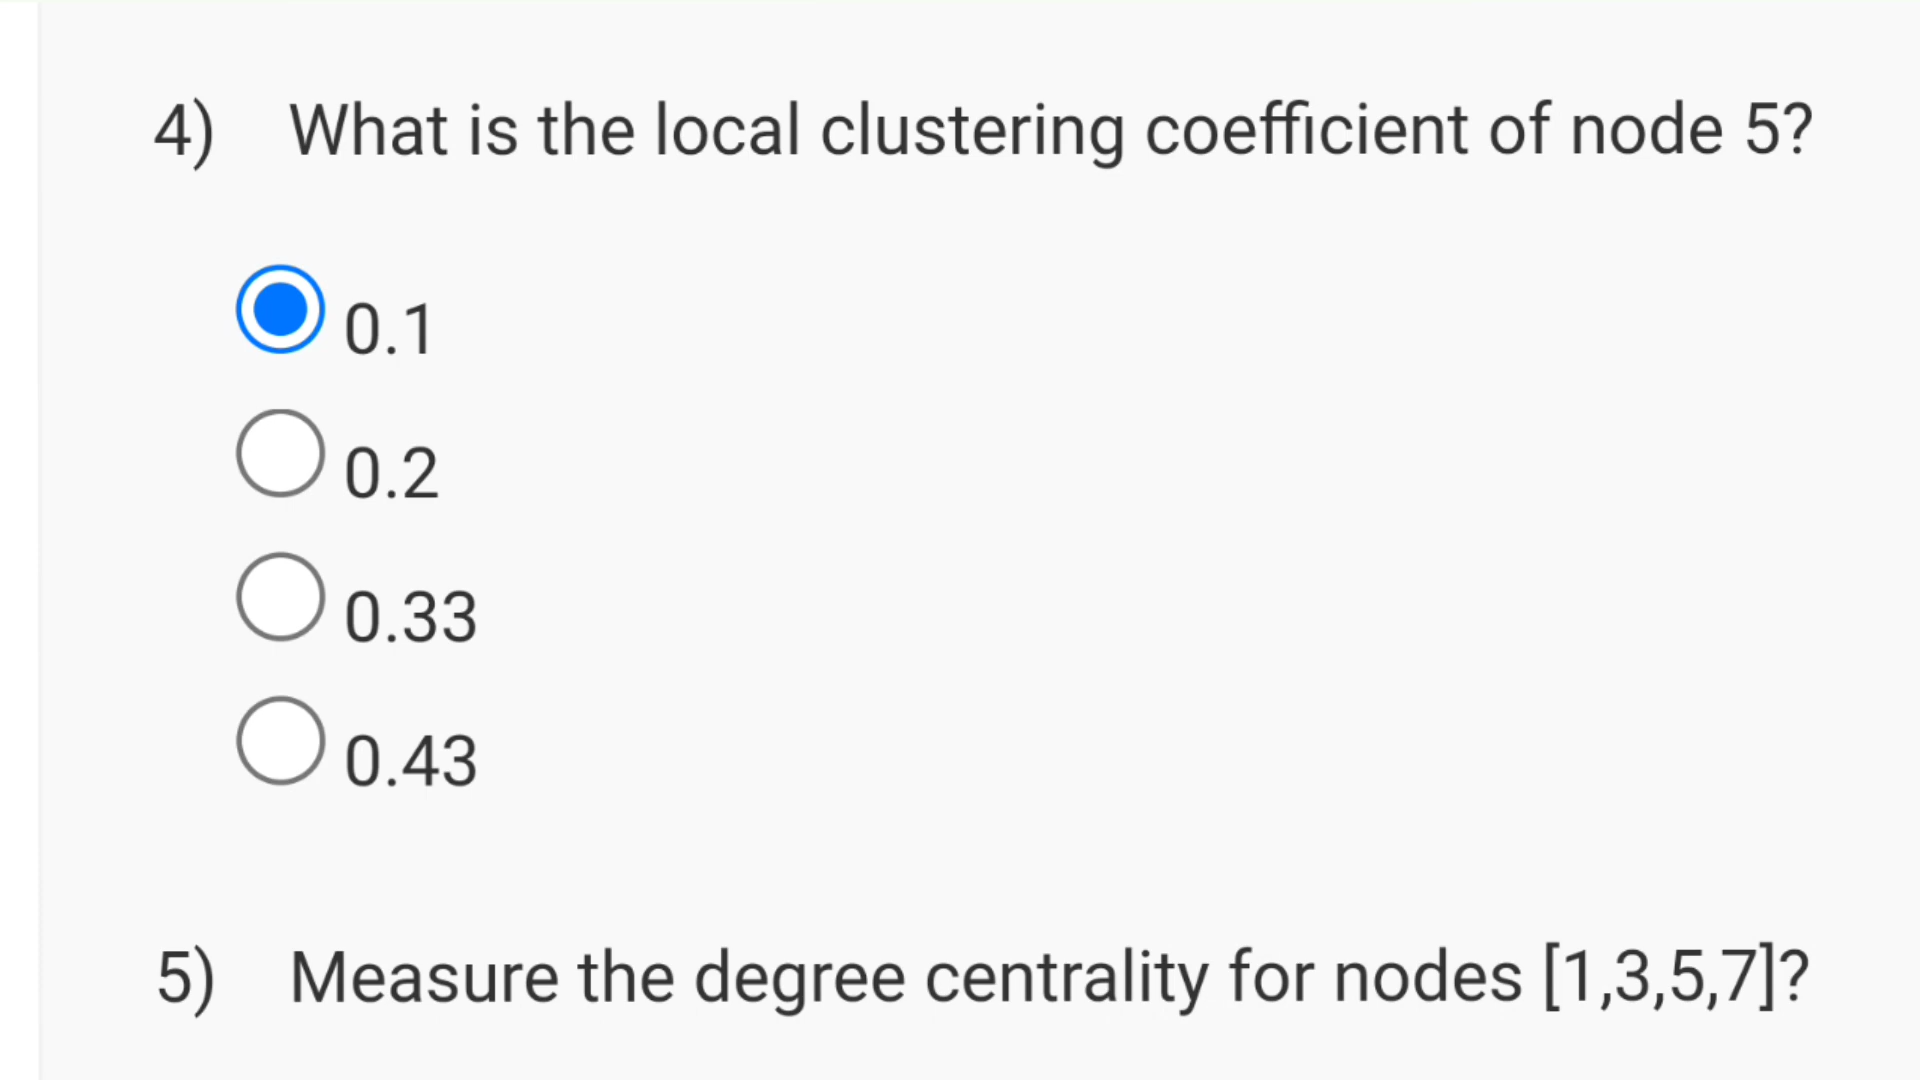 4) What is the local clustering coefficient of node 5?
0.1
0.2
0.33
0.43
5) Measure the degree centrality for nodes [1,3,5,7]?